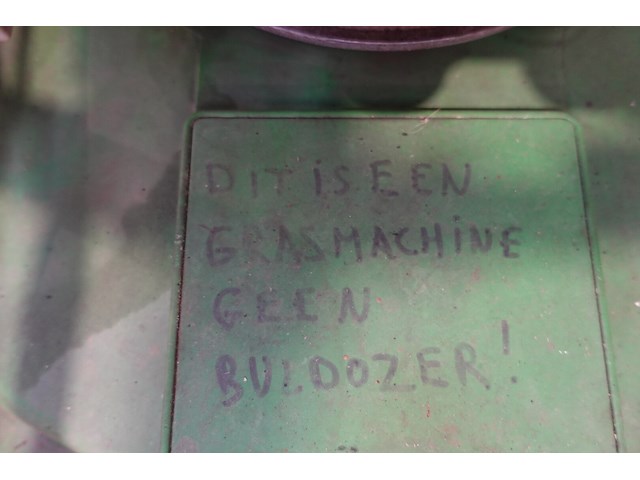 DIT iS EEN
GRASMACHiNE
GEEN
BULDOZER!